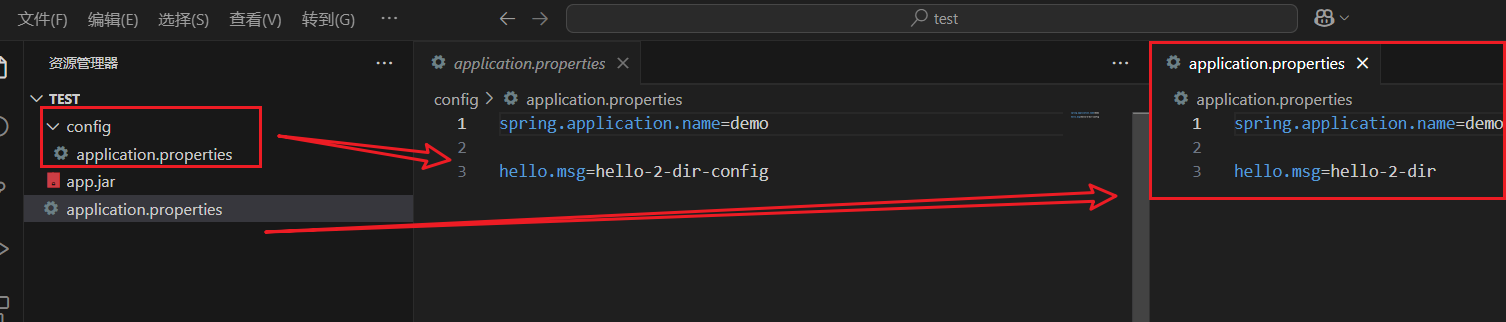 文件(F) 编辑(E) 选择(S) 查看(V) 转到(G) ··· test
资源管理器 ···
TEST
config
application.properties
app.jar
application.properties
application.properties ···
config > application.properties
1 spring.application.name=demo
2
3 hello.msg=hello-2-dir-config
application.properties
application.properties
1 spring.application.name=demo
2
3 hello.msg=hello-2-dir